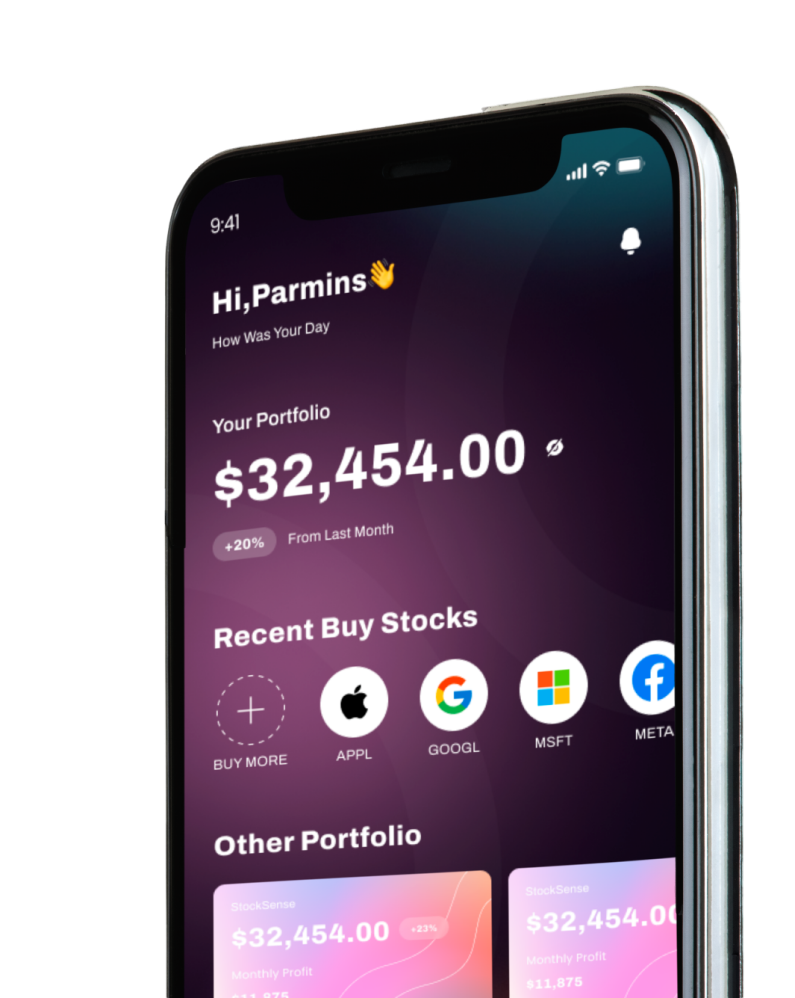 9:41
Hi,Parmins👋
How Was Your Day
Your Portfolio
$32,454.00
+20% From Last Month
Recent Buy Stocks
BUY MORE APPL GOOGL MSFT META
Other Portfolio
StockSense StockSense
$32,454.00 +23% $32,454.00
Monthly Profit Monthly Profit
$11,875 $11,875